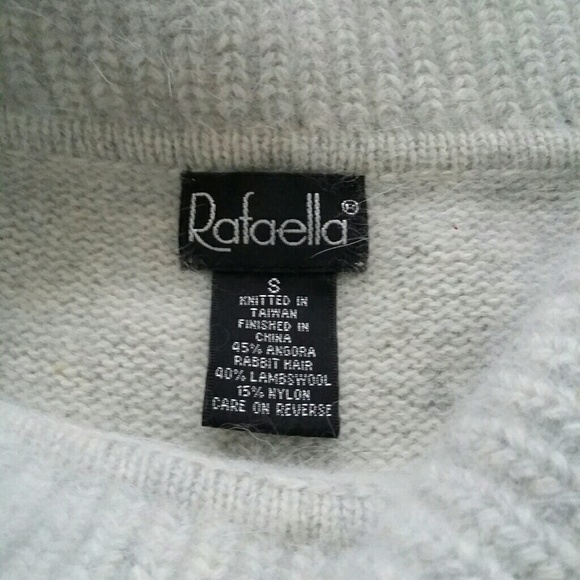 Rafaella®
S
KNITTED IN
TAIWAN
FINISHED IN
CHINA
45% ANGORA
RABBIT HAIR
40% LAMBSWOOL
15% NYLON
CARE ON REVERSE